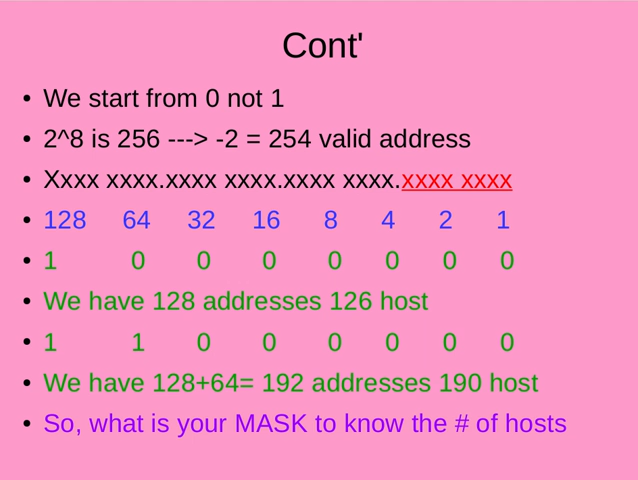 Cont'
• We start from 0 not 1
• 2^8 is 256 ---> -2 = 254 valid address
• Xxxx xxxx.xxxx xxxx.xxxx xxxx.xxxx xxxx
• 128 64 32 16 8 4 2 1
• 1 0 0 0 0 0 0 0
• We have 128 addresses 126 host
• 1 1 0 0 0 0 0 0
• We have 128+64= 192 addresses 190 host
• So, what is your MASK to know the # of hosts